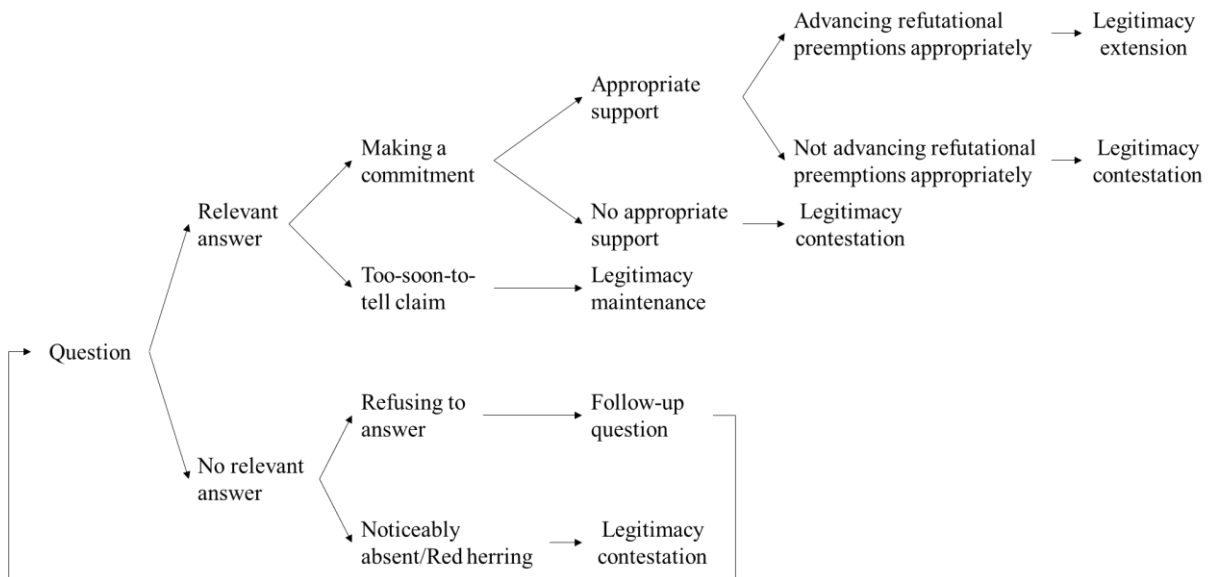 Advancing refutational
preemptions appropriately
Legitimacy
extension
Appropriate
support
Making a
commitment
Not advancing refutational
preemptions appropriately
Legitimacy
contestation
Relevant
answer
No appropriate
support
Legitimacy
contestation
Too-soon-to-
tell claim
Legitimacy
maintenance
Question
Refusing to
answer
Follow-up
question
No relevant
answer
Noticeably
absent/Red herring
Legitimacy
contestation